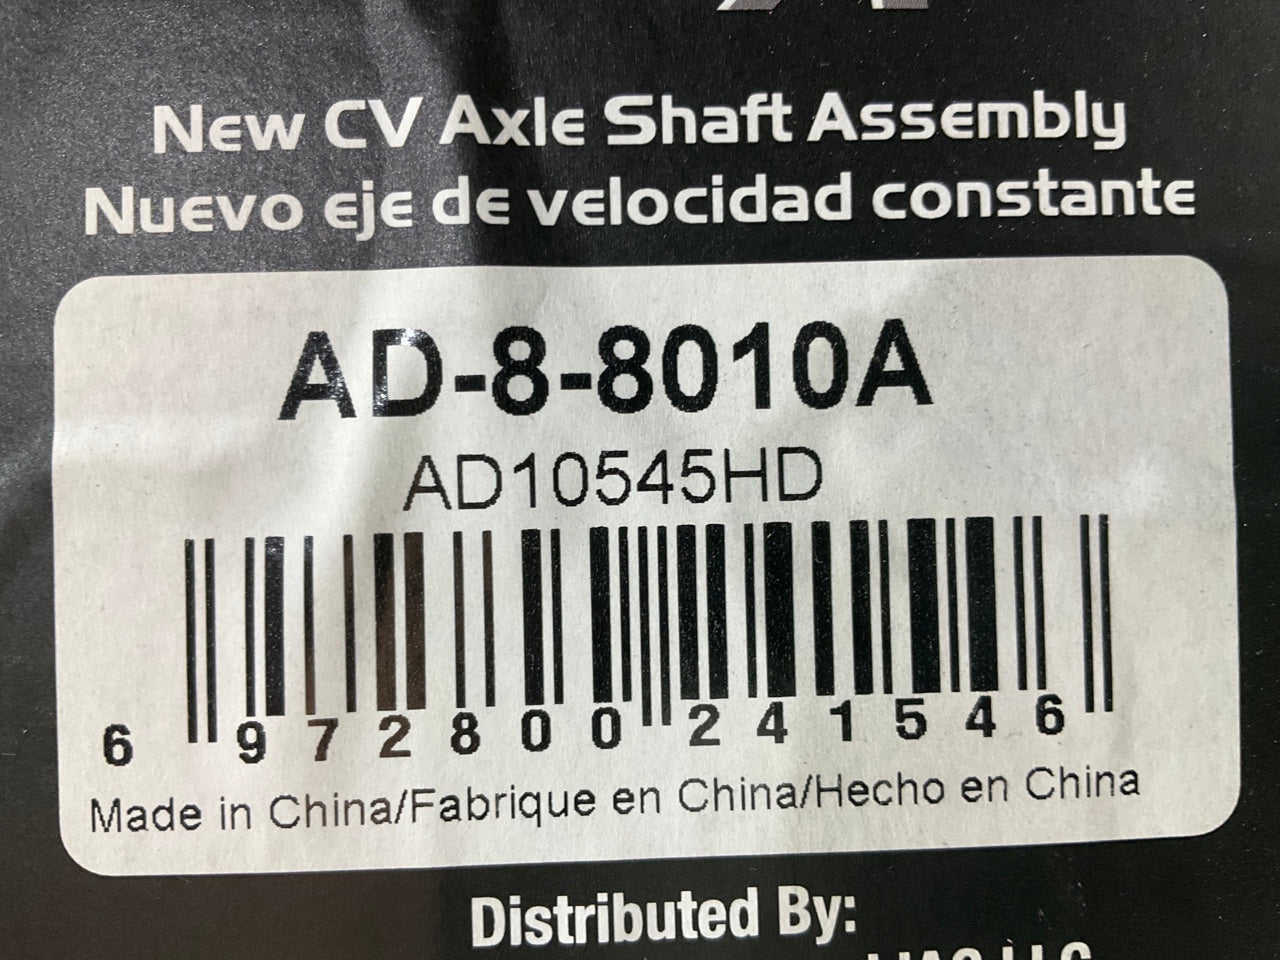 New CV Axle Shaft Assembly
Nuevo eje de velocidad constante
AD-8-8010A
AD10545HD
6 972800 241546
Made in China/Fabrique en China/Hecho en China
Distributed By: